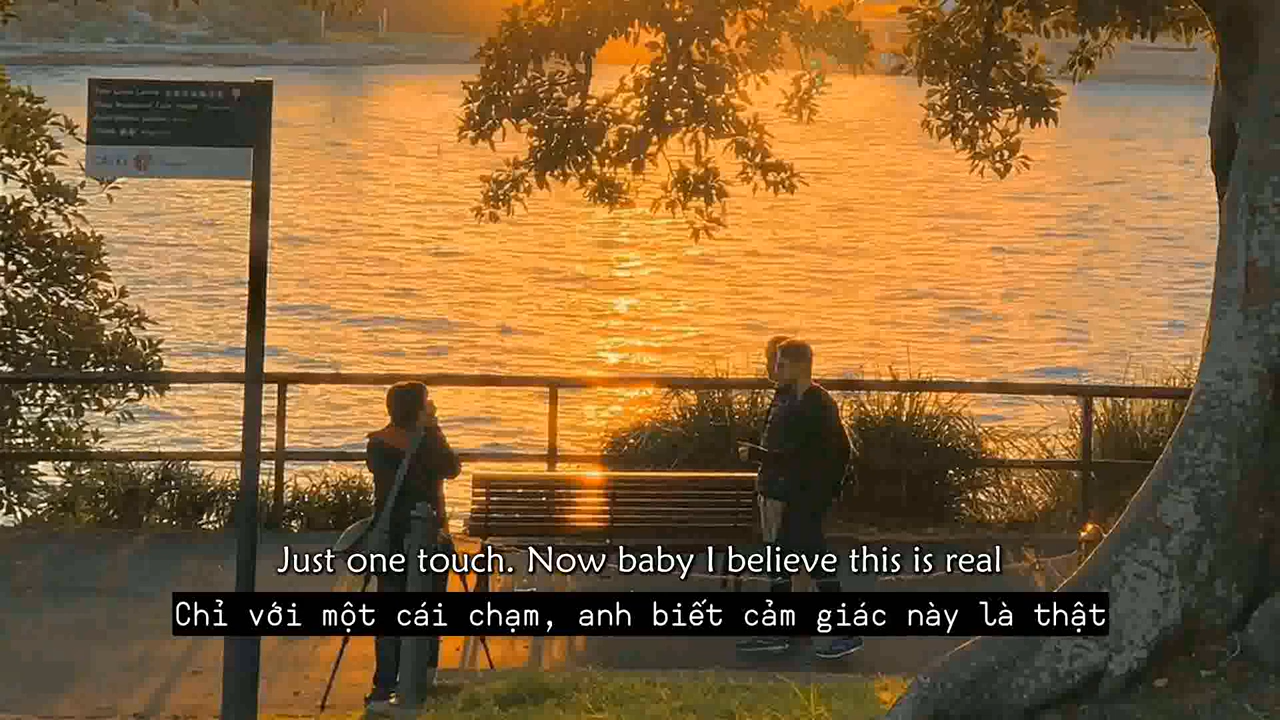 Just one touch. Now baby I believe this is real
Chỉ với một cái chạm, anh biết cảm giác này là thật